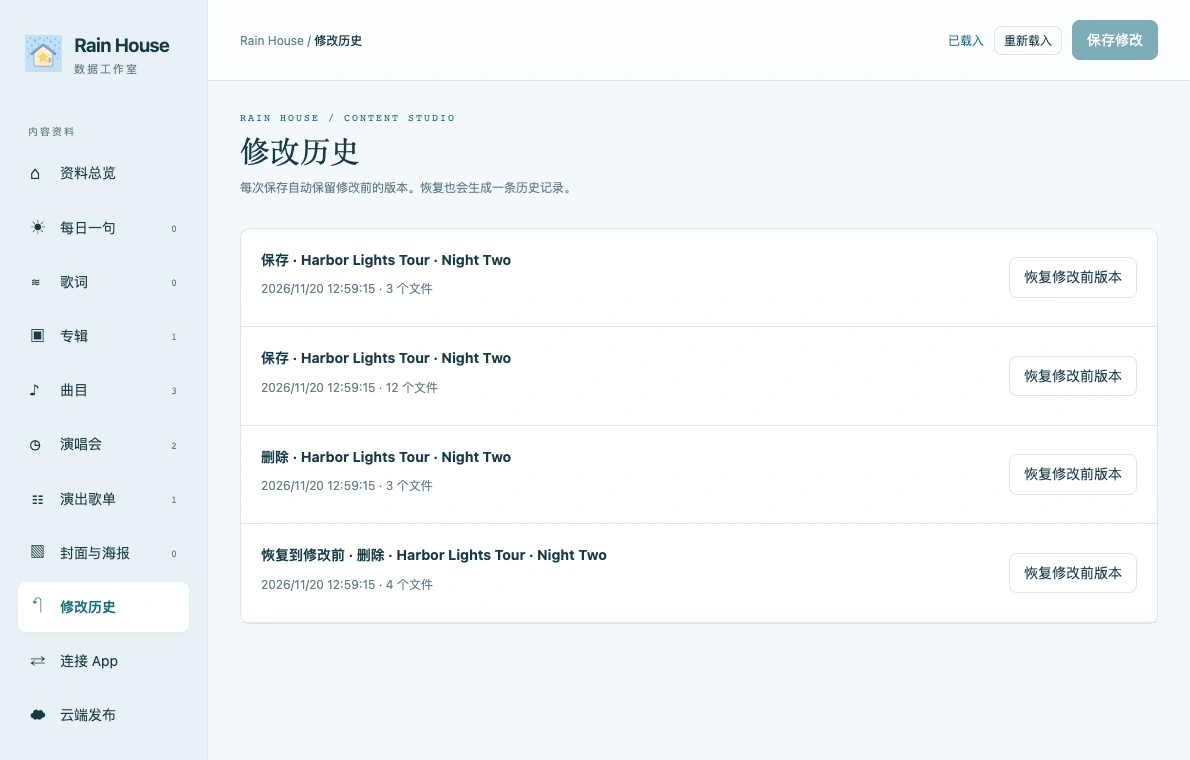 Rain House
数据工作室
内容资料
资料总览
每日一句 0
歌词 0
专辑 1
曲目 3
演唱会 2
演出歌单 1
封面与海报 0
修改历史
连接 App
云端发布
Rain House / 修改历史
已载入
重新载入
保存修改
RAIN HOUSE / CONTENT STUDIO
修改历史
每次保存自动保留修改前的版本。恢复也会生成一条历史记录。
保存 · Harbor Lights Tour · Night Two
2026/11/20 12:59:15 · 3 个文件
恢复修改前版本
保存 · Harbor Lights Tour · Night Two
2026/11/20 12:59:15 · 12 个文件
恢复修改前版本
删除 · Harbor Lights Tour · Night Two
2026/11/20 12:59:15 · 3 个文件
恢复修改前版本
恢复到修改前 · 删除 · Harbor Lights Tour · Night Two
2026/11/20 12:59:15 · 4 个文件
恢复修改前版本